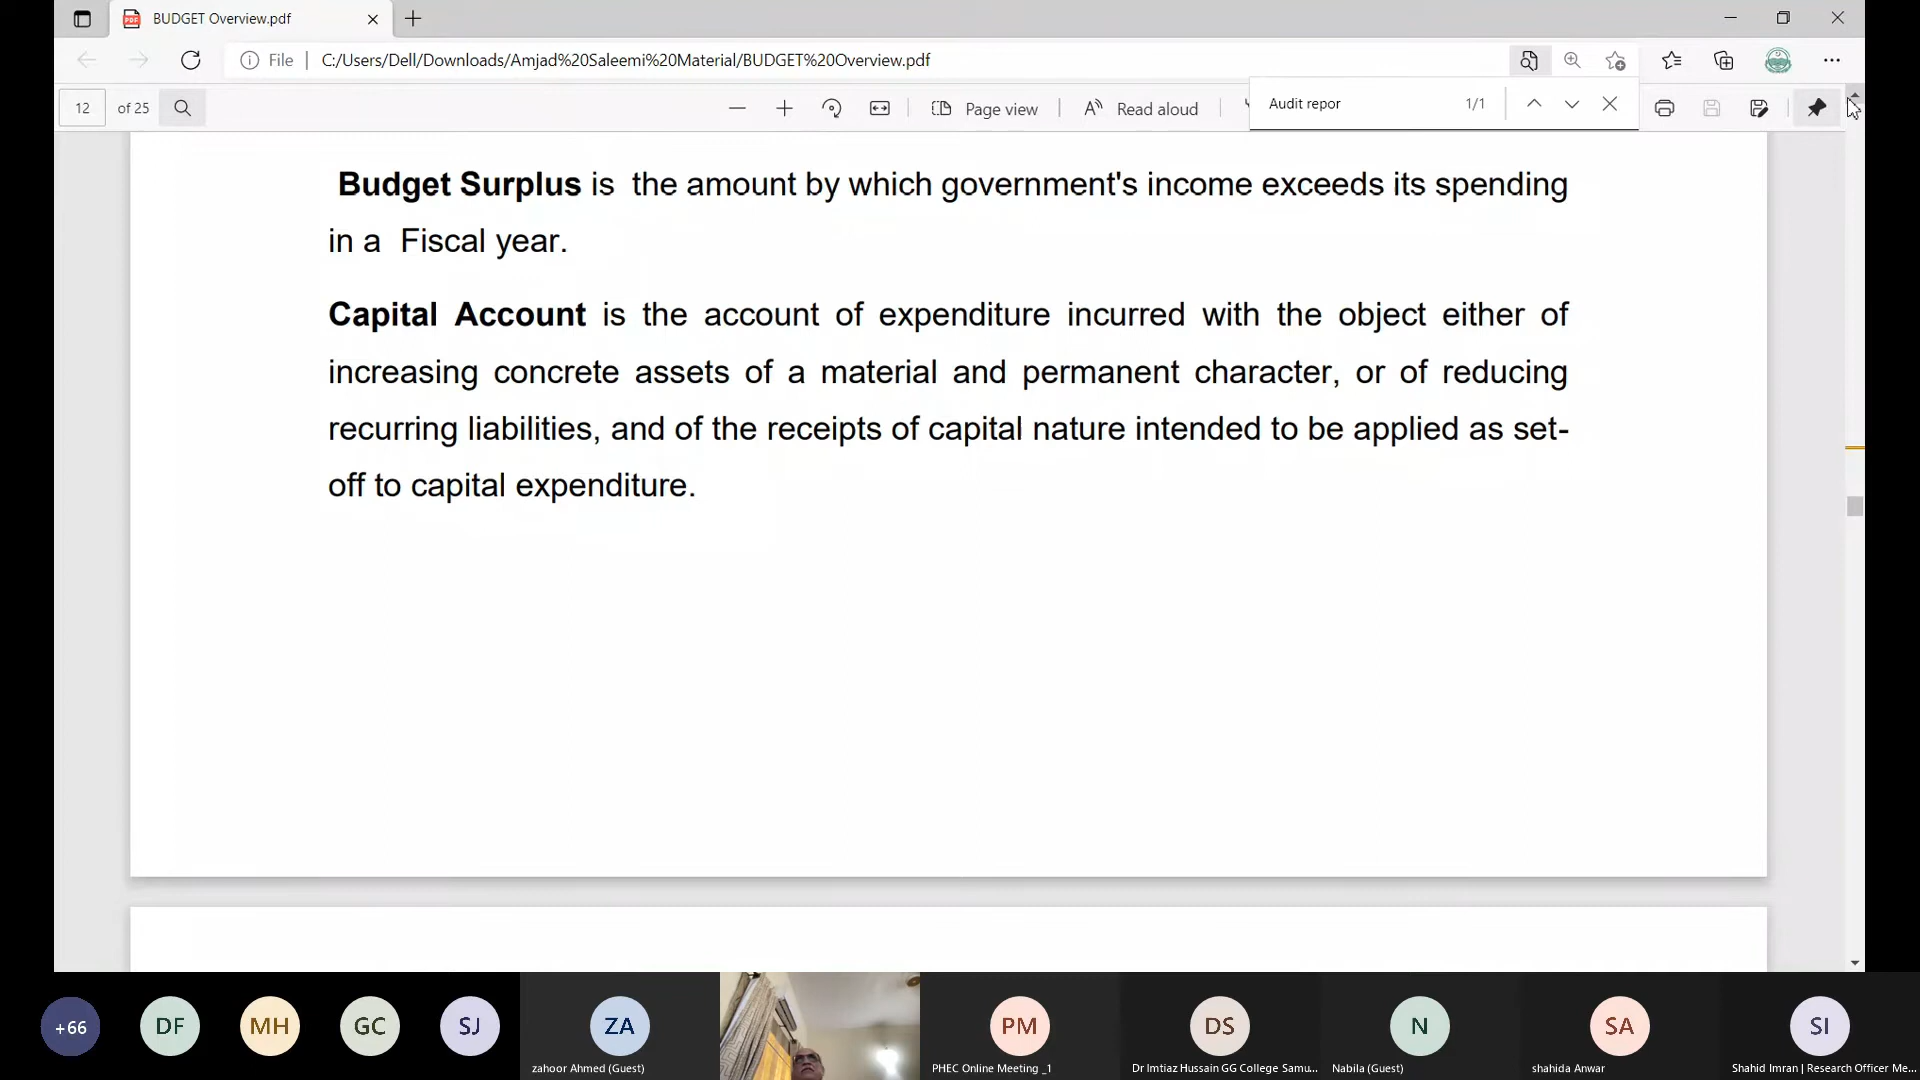 BUDGET Overview.pdf
File
C:/Users/Dell/Downloads/Amjad%20Saleemi%20Material/BUDGET%20Overview.pdf
12 of 25
Page view
Read aloud
Audit repor 1/1
Budget Surplus is the amount by which government's income exceeds its spending
in a Fiscal year.
Capital Account is the account of expenditure incurred with the object either of
increasing concrete assets of a material and permanent character, or of reducing
recurring liabilities, and of the receipts of capital nature intended to be applied as set-
off to capital expenditure.
+66
DF
MH
GC
SJ
ZA
PM
DS
N
SA
SI
zahoor Ahmed (Guest)
PHEC Online Meeting _1
Dr Imtiaz Hussain GG College Samu...
Nabila (Guest)
shahida Anwar
Shahid Imran | Research Officer Me...